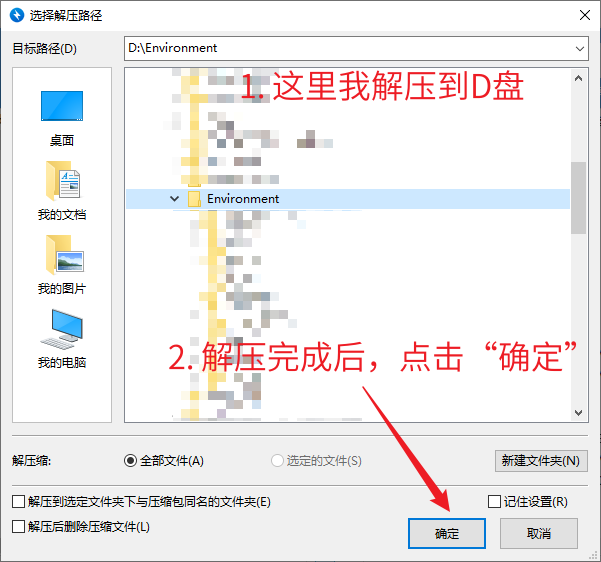 选择解压路径
目标路径(D)
D:\Environment
1. 这里我解压到D盘
桌面
我的文档
Environment
我的图片
2. 解压完成后，点击“确定”
我的电脑
解压缩:
全部文件(A)
选定的文件(S)
新建文件夹(N)
解压到选定文件夹下与压缩包同名的文件夹(E)
记住设置(R)
解压后删除压缩文件(L)
确定
取消